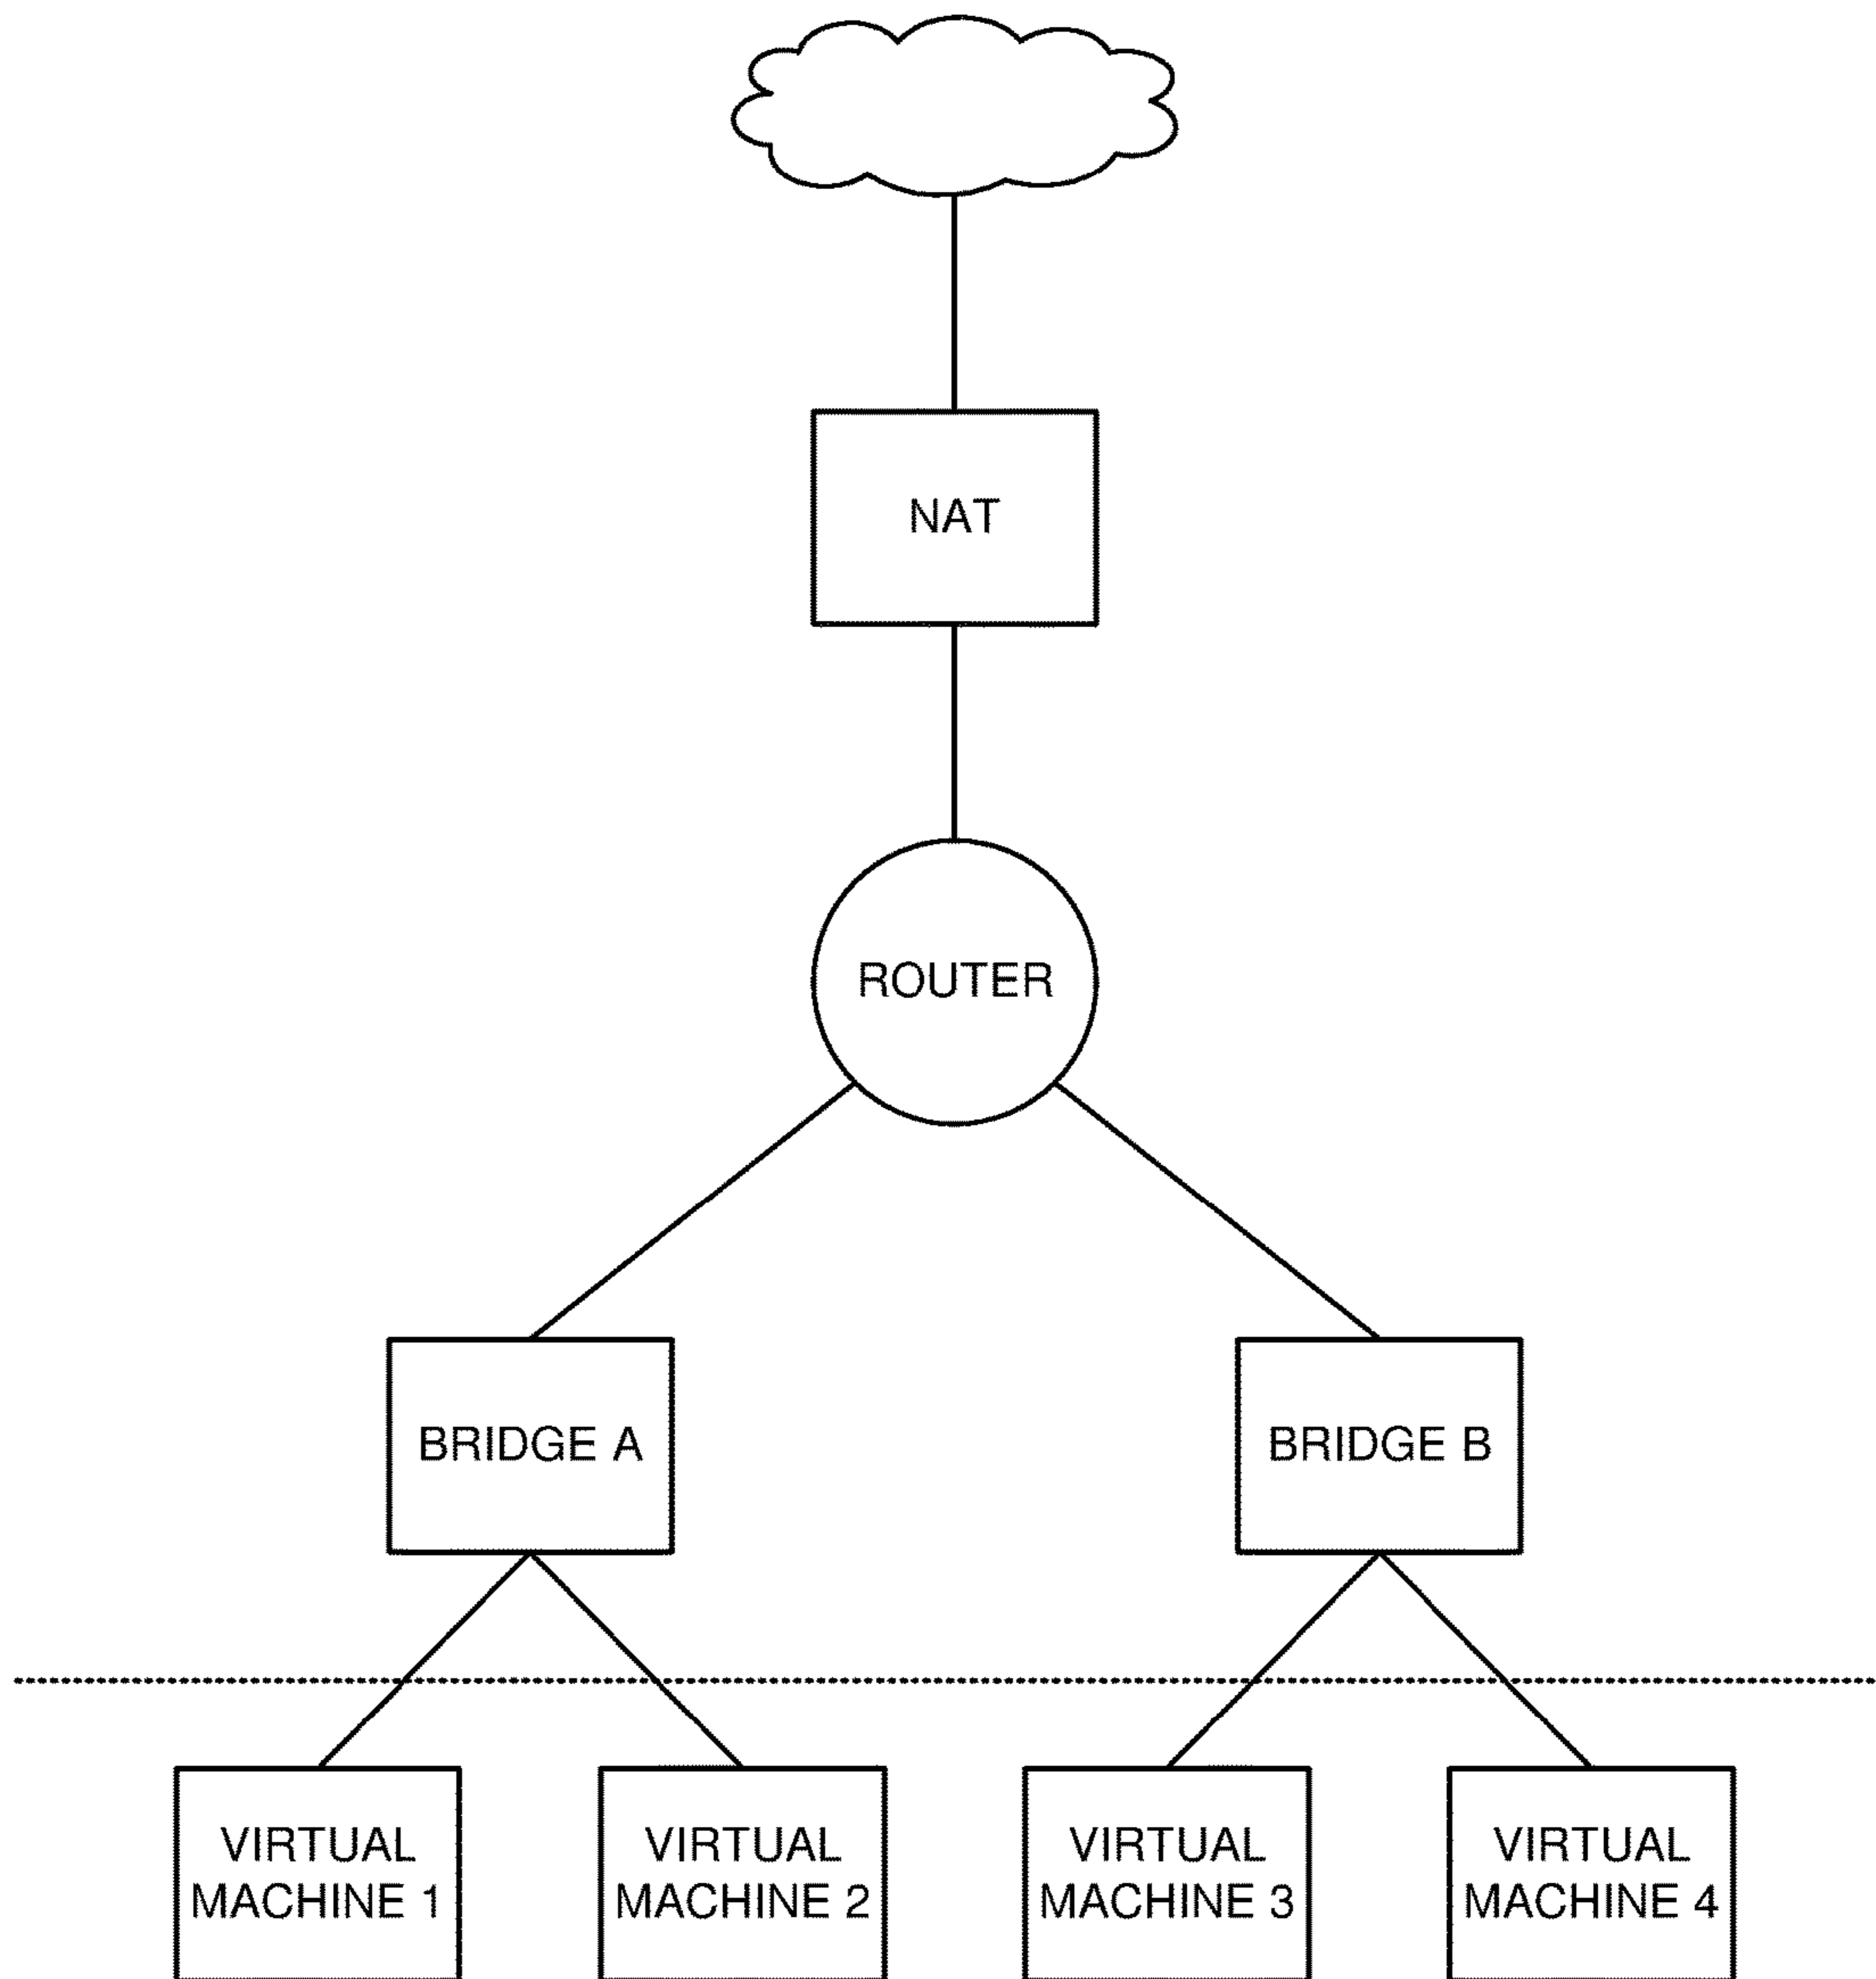 NAT
ROUTER
BRIDGE A
BRIDGE B
VIRTUAL
MACHINE 1
VIRTUAL
MACHINE 2
VIRTUAL
MACHINE 3
VIRTUAL
MACHINE 4